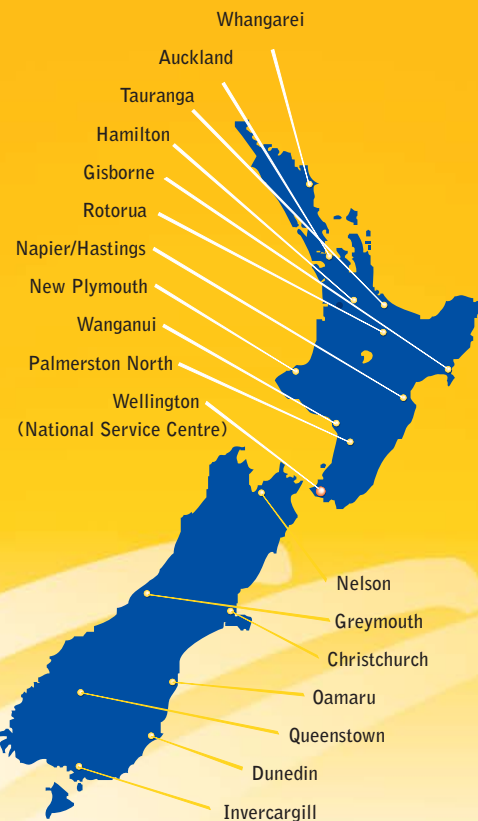 Whangarei
Auckland
Tauranga
Hamilton
Gisborne
Rotorua
Napier/Hastings
New Plymouth
Wanganui
Palmerston North
Wellington
(National Service Centre)
Nelson
Greymouth
Christchurch
Oamaru
Queenstown
Dunedin
Invercargill